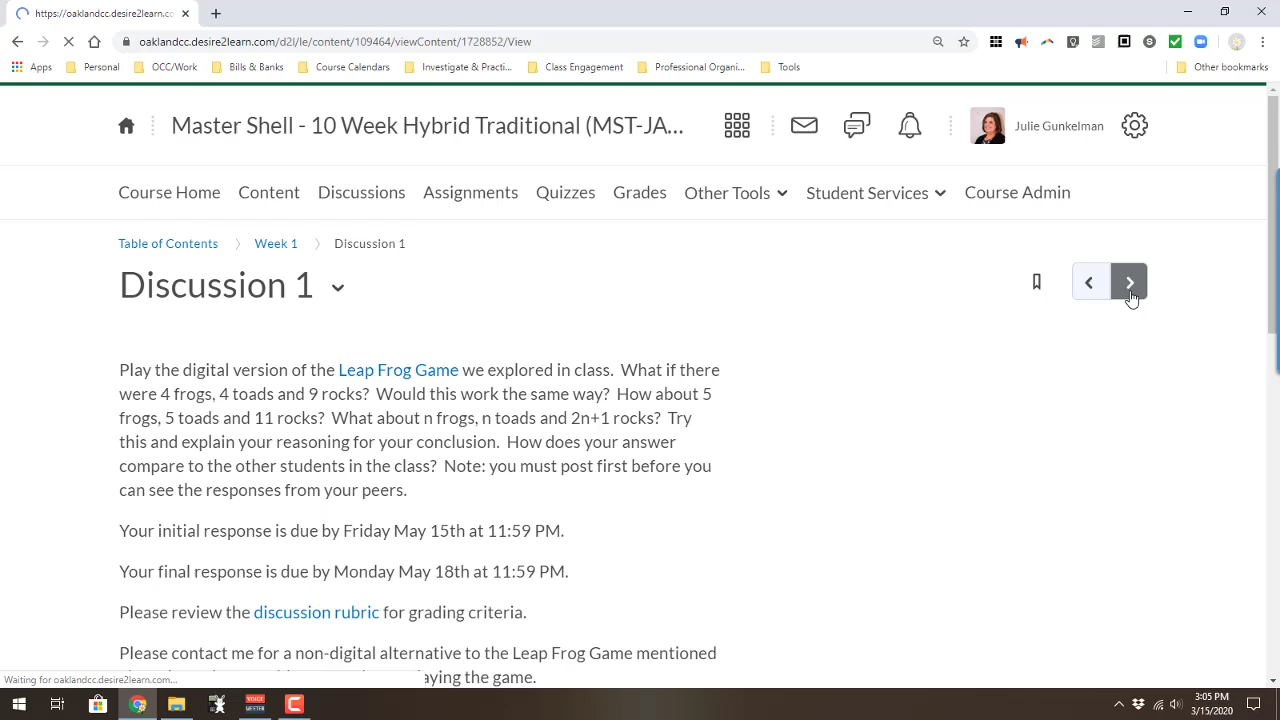 https://oaklandcc.desire2learn.co
oaklandcc.desire2learn.com/d2l/le/content/109464/viewContent/1728852/View
Apps Personal OCC/Work Bills & Banks Course Calendars Investigate & Practi... Class Engagement Professional Organi... Tools Other bookmarks
Master Shell - 10 Week Hybrid Traditional (MST-JA... Julie Gunkelman
Course Home Content Discussions Assignments Quizzes Grades Other Tools Student Services Course Admin
Table of Contents Week 1 Discussion 1
Discussion 1
Play the digital version of the Leap Frog Game we explored in class. What if there
were 4 frogs, 4 toads and 9 rocks? Would this work the same way? How about 5
frogs, 5 toads and 11 rocks? What about n frogs, n toads and 2n+1 rocks? Try
this and explain your reasoning for your conclusion. How does your answer
compare to the other students in the class? Note: you must post first before you
can see the responses from your peers.
Your initial response is due by Friday May 15th at 11:59 PM.
Your final response is due by Monday May 18th at 11:59 PM.
Please review the discussion rubric for grading criteria.
Please contact me for a non-digital alternative to the Leap Frog Game mentioned
aying the game.
Waiting for oaklandcc.desire2learn.com...
VOICE MEETER
3:05 PM
3/15/2020